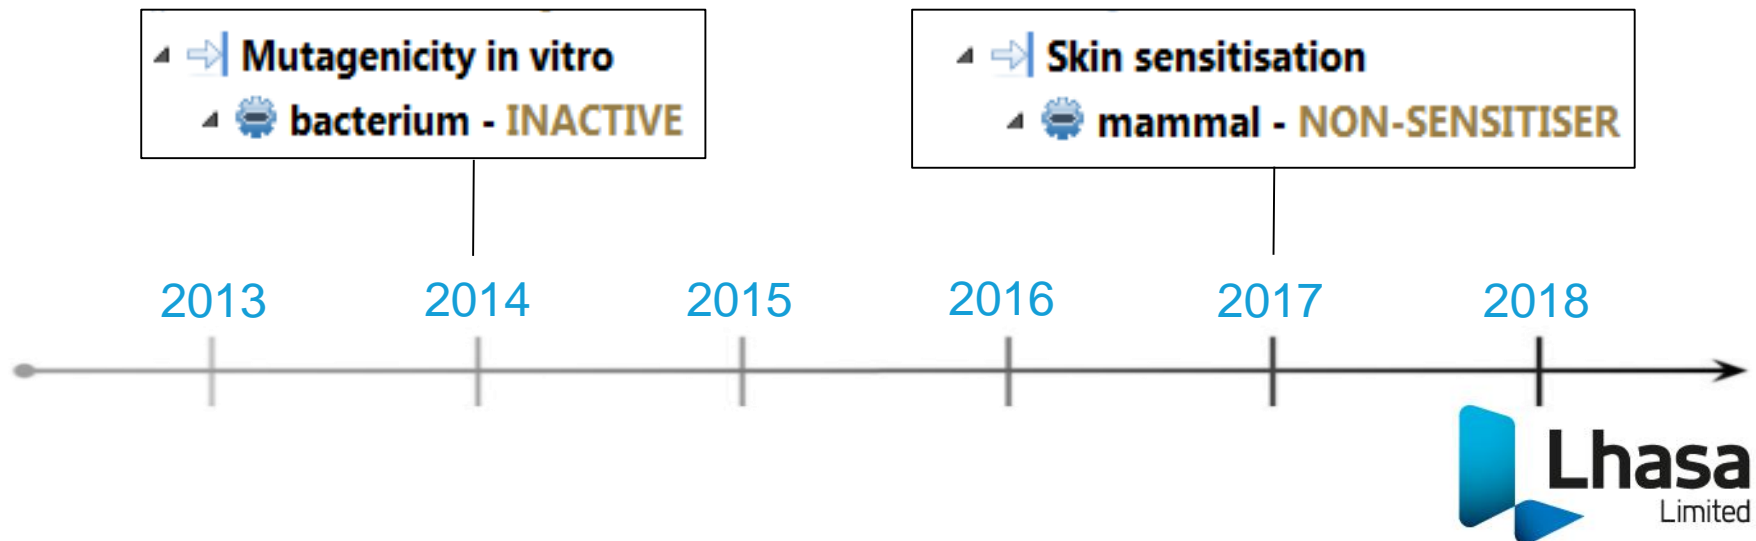 Mutagenicity in vitro
bacterium - INACTIVE
Skin sensitisation
mammal - NON-SENSITISER
2013 2014 2015 2016 2017 2018
Lhasa
Limited